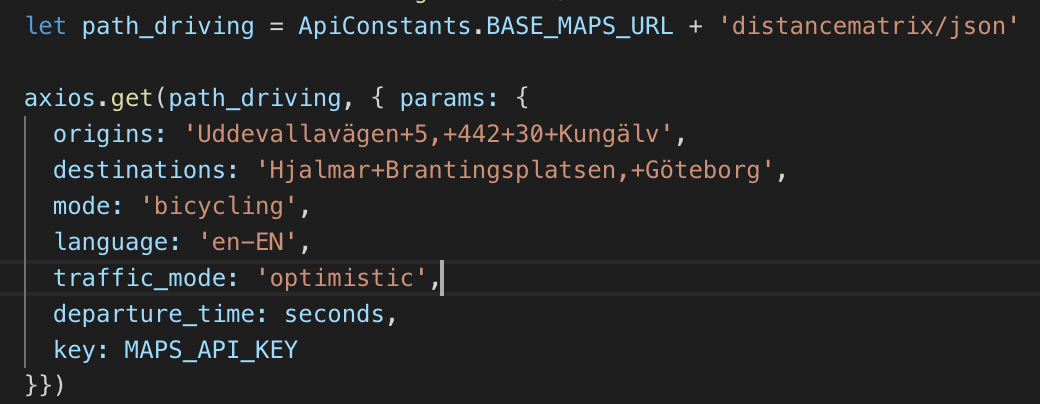 let path_driving = ApiConstants.BASE_MAPS_URL + 'distancematrix/json'
axios.get(path_driving, { params: {
origins: 'Uddevallavägen+5,+442+30+Kungälv',
destinations: 'Hjalmar+Brantingsplatsen,+Göteborg',
mode: 'bicycling',
language: 'en-EN',
traffic_mode: 'optimistic',
departure_time: seconds,
key: MAPS_API_KEY
}})